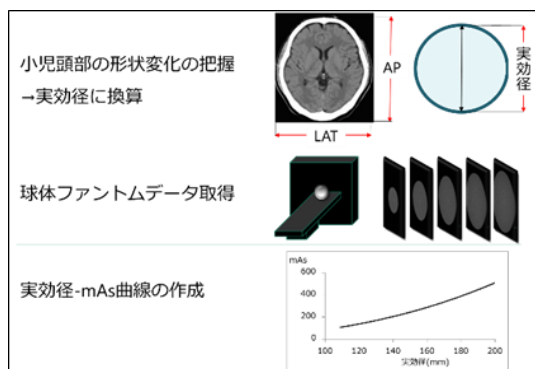 小児頭部の形状変化の把握
→実効径に換算
AP
LAT
実効径
球体ファントムデータ取得
実効径-mAs曲線の作成
mAs
600
400
200
0
100 120 140 160 180 200
実効径(mm)